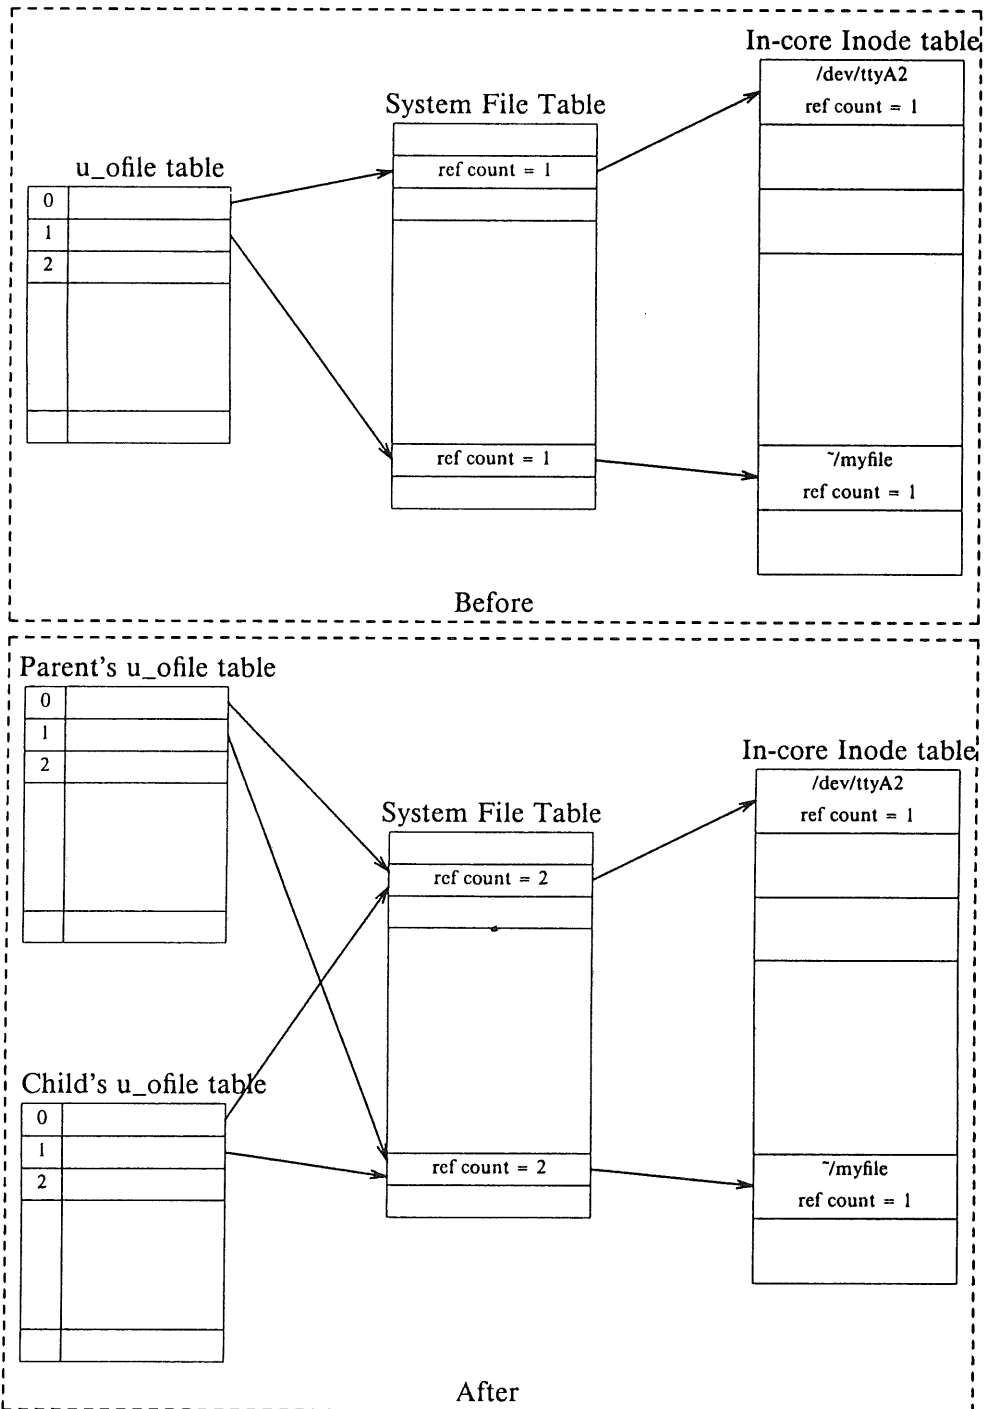 In-core Inode table
/dev/ttyA2
ref count = 1
System File Table
ref count = 1
u_ofile table
0
1
2
ref count = 1
~/myfile
ref count = 1
Before
Parent's u_ofile table
0
1
2
In-core Inode table
/dev/ttyA2
ref count = 1
System File Table
ref count = 2
Child's u_ofile table
0
1
2
ref count = 2
~/myfile
ref count = 1
After